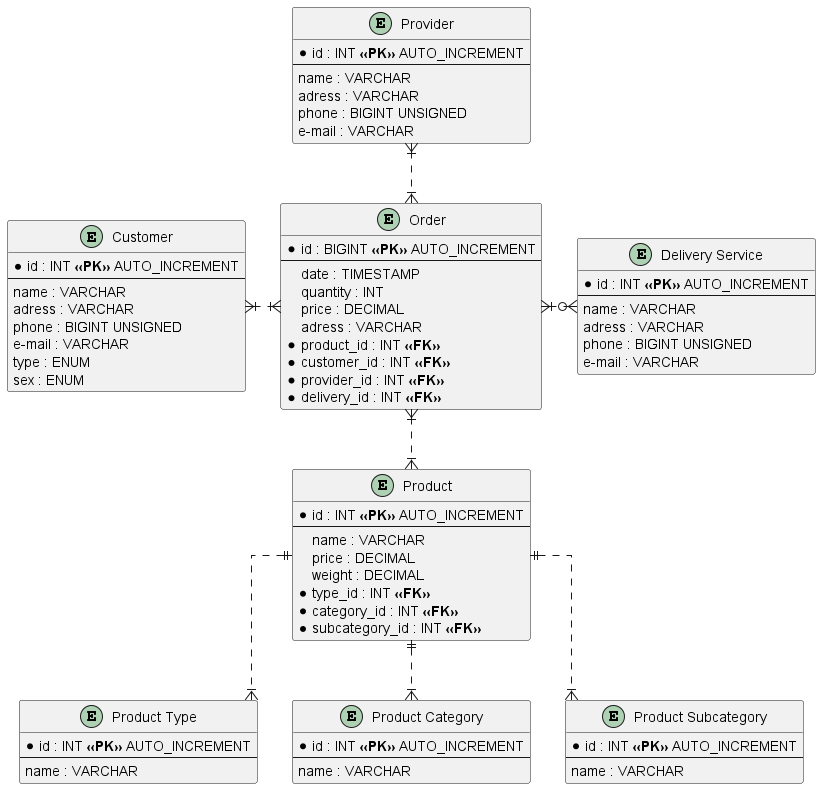 E Provider
* id : INT «PK» AUTO_INCREMENT
name : VARCHAR
adress : VARCHAR
phone : BIGINT UNSIGNED
e-mail : VARCHAR
E Customer
* id : INT «PK» AUTO_INCREMENT
name : VARCHAR
adress : VARCHAR
phone : BIGINT UNSIGNED
e-mail : VARCHAR
type : ENUM
sex : ENUM
E Order
* id : BIGINT «PK» AUTO_INCREMENT
date : TIMESTAMP
quantity : INT
price : DECIMAL
adress : VARCHAR
* product_id : INT «FK»
* customer_id : INT «FK»
* provider_id : INT «FK»
* delivery_id : INT «FK»
E Delivery Service
* id : INT «PK» AUTO_INCREMENT
name : VARCHAR
adress : VARCHAR
phone : BIGINT UNSIGNED
e-mail : VARCHAR
E Product
* id : INT «PK» AUTO_INCREMENT
name : VARCHAR
price : DECIMAL
weight : DECIMAL
* type_id : INT «FK»
* category_id : INT «FK»
* subcategory_id : INT «FK»
E Product Type
* id : INT «PK» AUTO_INCREMENT
name : VARCHAR
E Product Category
* id : INT «PK» AUTO_INCREMENT
name : VARCHAR
E Product Subcategory
* id : INT «PK» AUTO_INCREMENT
name : VARCHAR